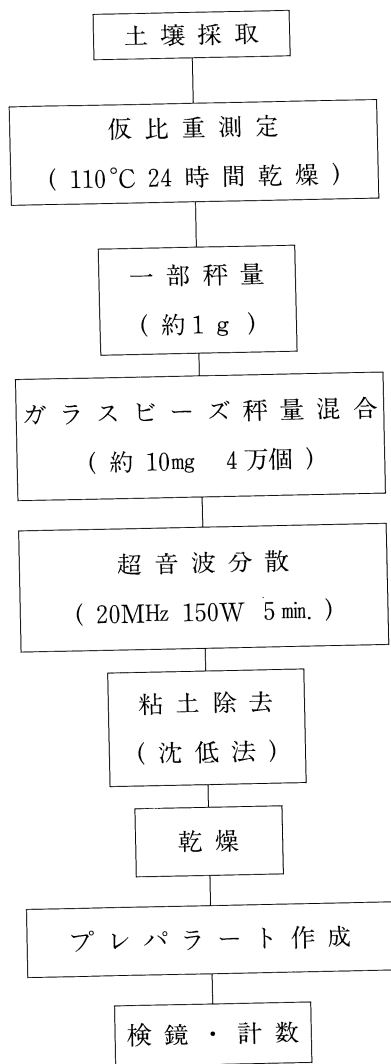 土壌採取
仮比重測定
(110℃ 24時間乾燥)
一部秤量
(約1g)
ガラスビーズ秤量混合
(約10mg 4万個)
超音波分散
(20MHz 150W 5min.)
粘土除去
(沈低法)
乾燥
プレパラート作成
検鏡・計数